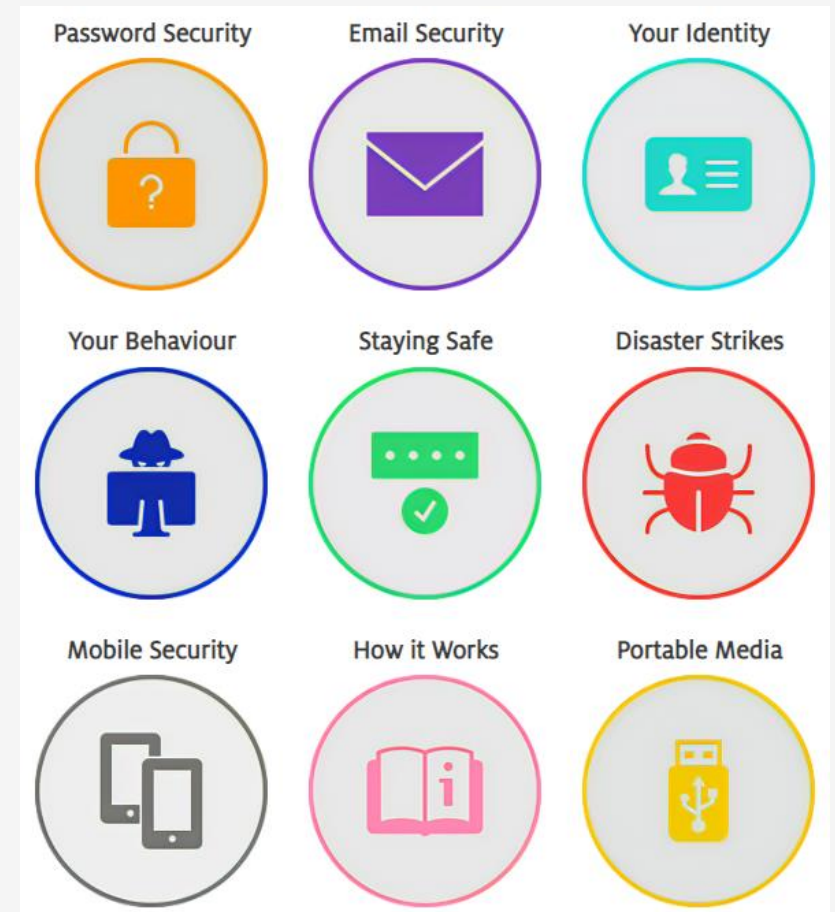 Password Security
Email Security
Your Identity
?
Your Behaviour
Staying Safe
Disaster Strikes
Mobile Security
How it Works
Portable Media
i